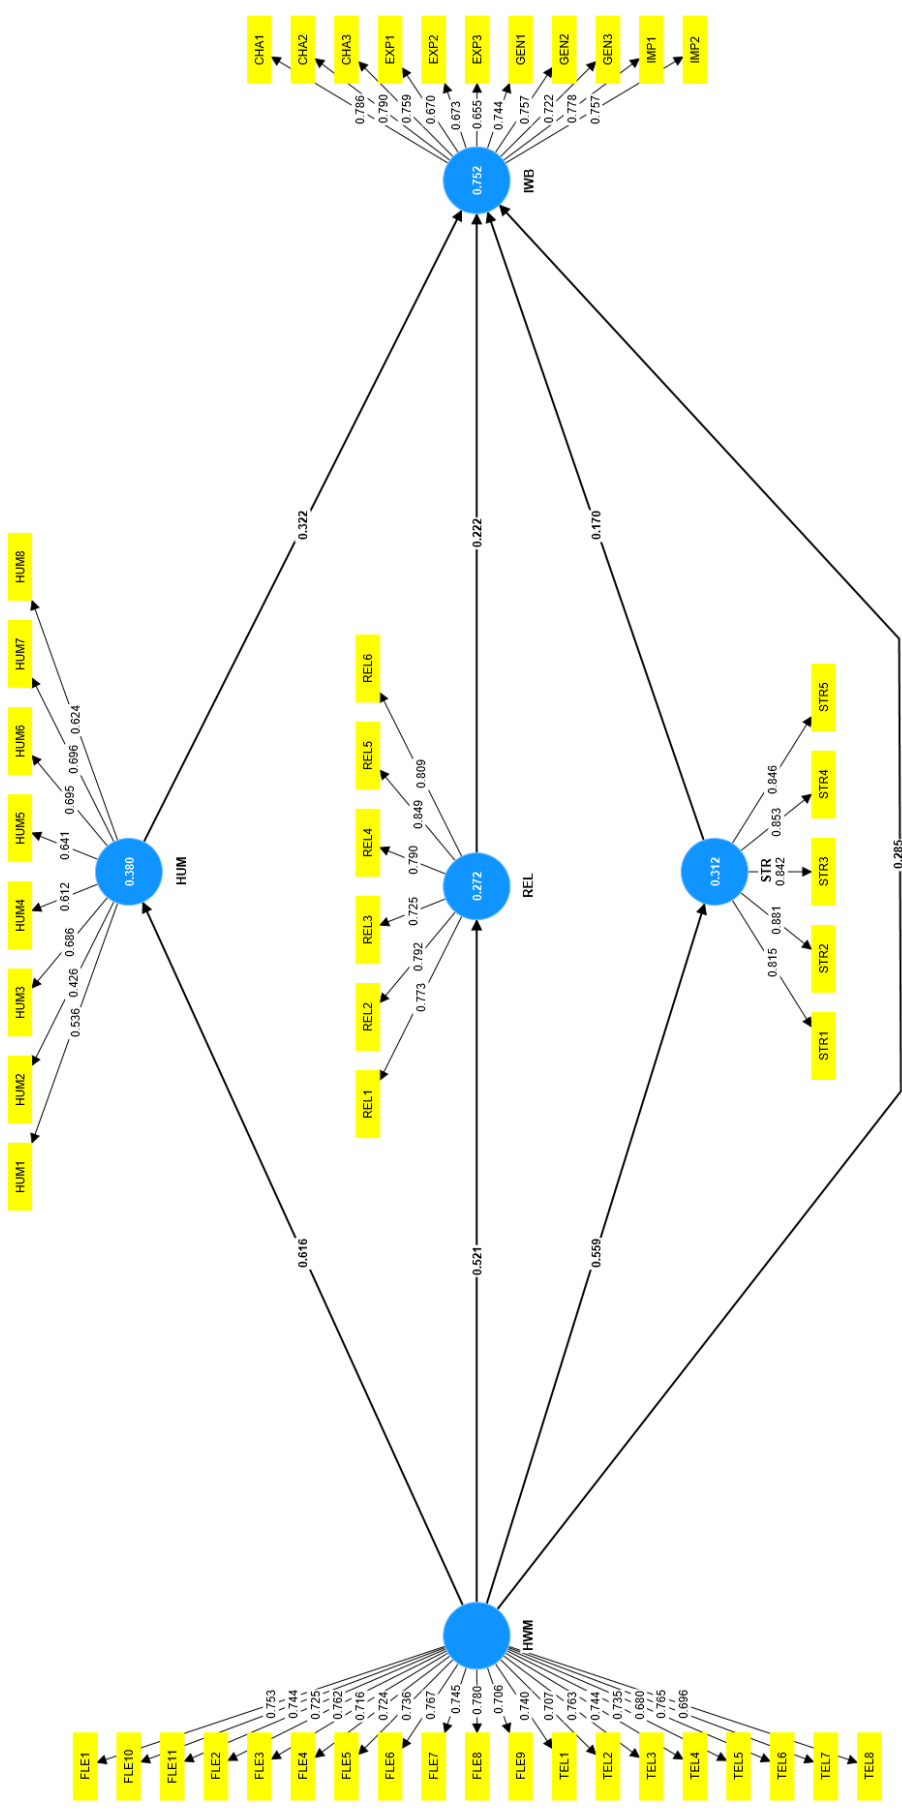 HUM1
HUM2
HUM3
HUM4
HUM5
HUM6
HUM7
HUM8
0.536
0.426
0.686
0.612
0.641
0.695
0.696
0.624
0.380
HUM
FLE1
FLE10
FLE11
FLE2
FLE3
FLE4
FLE5
FLE6
FLE7
FLE8
FLE9
TEL1
TEL2
TEL3
TEL4
TEL5
TEL6
TEL7
TEL8
0.753
0.744
0.725
0.762
0.716
0.724
0.736
0.767
0.745
0.780
0.706
0.740
0.707
0.763
0.744
0.735
0.680
0.765
0.696
HWM
0.616
0.521
0.559
0.285
REL1
REL2
REL3
REL4
REL5
REL6
0.773
0.792
0.725
0.790
0.849
0.809
0.272
REL
0.312
STR
0.815
0.881
0.842
0.853
0.846
STR1
STR2
STR3
STR4
STR5
0.322
0.222
0.170
0.752
IWB
0.786
0.790
0.759
0.670
0.673
0.655
0.744
0.757
0.722
0.778
0.757
CHA1
CHA2
CHA3
EXP1
EXP2
EXP3
GEN1
GEN2
GEN3
IMP1
IMP2